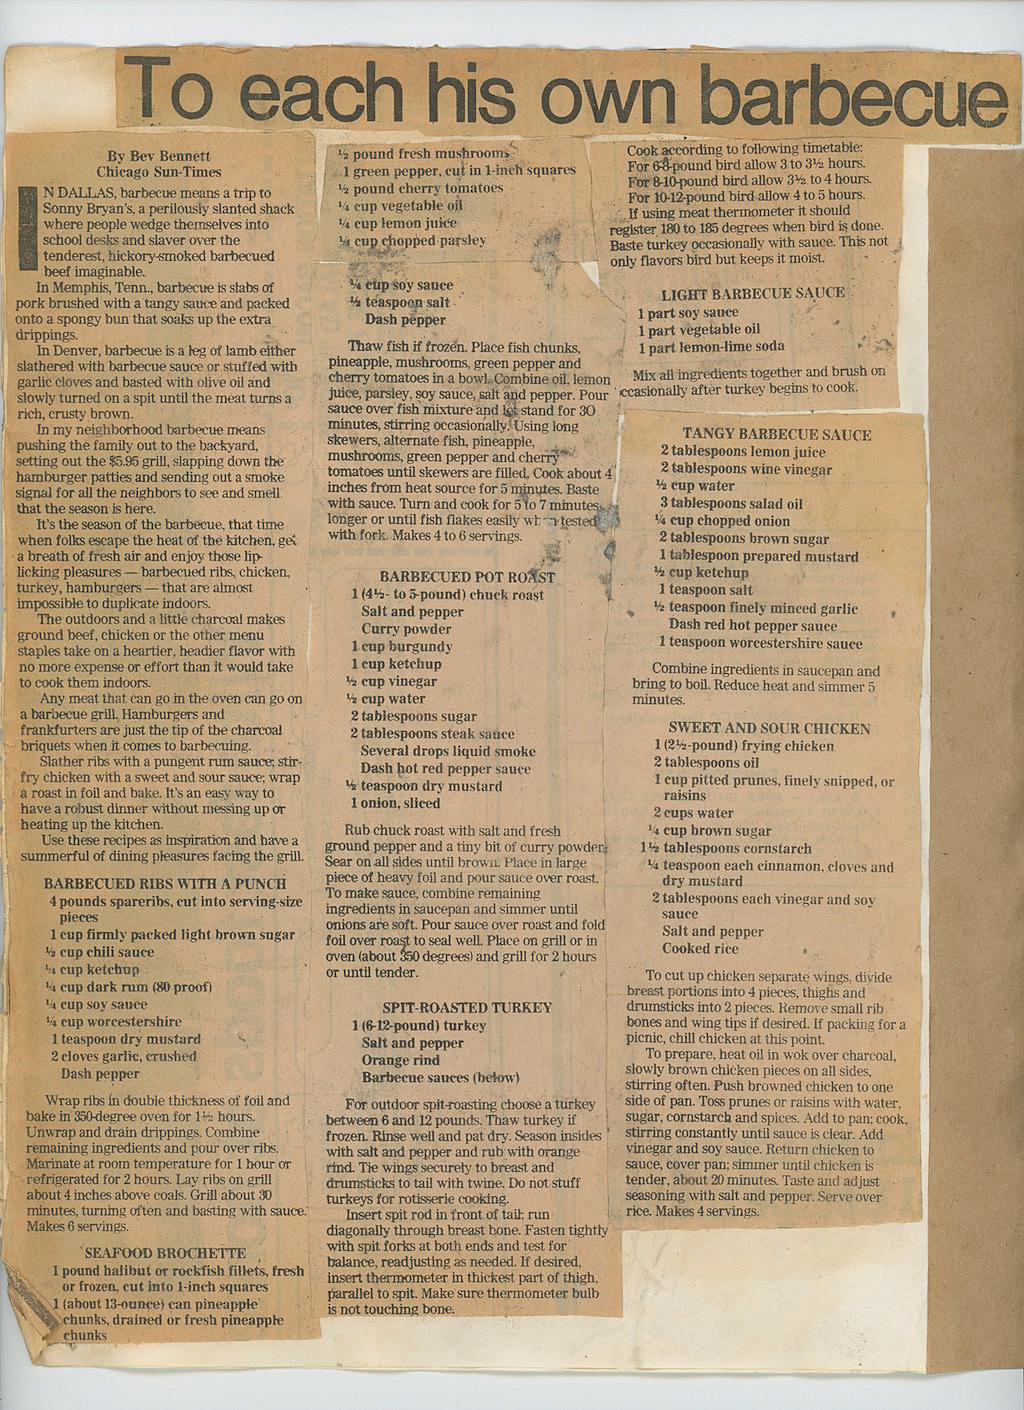 To each his own barbecue
By Bev Bennett
Chicago Sun-Times
IN DALLAS, barbecue means a trip to
Sonny Bryan's, a perilously slanted shack
where people wedge themselves into
school desks and slaver over the
tenderest, hickory-smoked barbecued
beef imaginable.
In Memphis, Tenn., barbecue is slabs of
pork brushed with a tangy sauce and packed
onto a spongy bun that soaks up the extra
drippings.
In Denver, barbecue is a leg of lamb either
slathered with barbecue sauce or stuffed with
garlic cloves and basted with olive oil and
slowly turned on a spit until the meat turns a
rich, crusty brown.
In my neighborhood barbecue means
pushing the family out to the backyard,
setting out the $5.95 grill, slapping down the
hamburger patties and sending out a smoke
signal for all the neighbors to see and smell
that the season is here.
It's the season of the barbecue, that time
when folks escape the heat of the kitchen, get
a breath of fresh air and enjoy those lip-
licking pleasures — barbecued ribs, chicken,
turkey, hamburgers — that are almost
impossible to duplicate indoors.
The outdoors and a little charcoal makes
ground beef, chicken or the other menu
staples take on a heartier, headier flavor with
no more expense or effort than it would take
to cook them indoors.
Any meat that can go in the oven can go on
a barbecue grill. Hamburgers and
frankfurters are just the tip of the charcoal
briquets when it comes to barbecuing.
Slather ribs with a pungent rum sauce; stir-
fry chicken with a sweet and sour sauce; wrap
a roast in foil and bake. It's an easy way to
have a robust dinner without messing up or
heating up the kitchen.
Use these recipes as inspiration and have a
summerful of dining pleasures facing the grill.
BARBECUED RIBS WITH A PUNCH
4 pounds spareribs, cut into serving-size
pieces
1 cup firmly packed light brown sugar
½ cup chili sauce
¼ cup ketchup
¼ cup dark rum (80 proof)
¼ cup soy sauce
¼ cup worcestershire
1 teaspoon dry mustard
2 cloves garlic, crushed
Dash pepper
Wrap ribs in double thickness of foil and
bake in 350-degree oven for 1½ hours.
Unwrap and drain drippings. Combine
remaining ingredients and pour over ribs.
Marinate at room temperature for 1 hour or
refrigerated for 2 hours. Lay ribs on grill
about 4 inches above coals. Grill about 30
minutes, turning often and basting with sauce.
Makes 6 servings.
SEAFOOD BROCHETTE
1 pound halibut or rockfish fillets, fresh
or frozen, cut into 1-inch squares
1 (about 13-ounce) can pineapple
chunks, drained or fresh pineapple
chunks
½ pound fresh mushrooms
1 green pepper, cut in 1-inch squares
½ pound cherry tomatoes
¼ cup vegetable oil
¼ cup lemon juice
¼ cup chopped parsley
¼ cup soy sauce
½ teaspoon salt
Dash pepper
Thaw fish if frozen. Place fish chunks,
pineapple, mushrooms, green pepper and
cherry tomatoes in a bowl. Combine oil, lemon
juice, parsley, soy sauce, salt and pepper. Pour
sauce over fish mixture and let stand for 30
minutes, stirring occasionally. Using long
skewers, alternate fish, pineapple,
mushrooms, green pepper and cherry
tomatoes until skewers are filled. Cook about 4
inches from heat source for 5 minutes. Baste
with sauce. Turn and cook for 5 to 7 minutes
longer or until fish flakes easily when tested
with fork. Makes 4 to 6 servings.
BARBECUED POT ROAST
1 (4½- to 5-pound) chuck roast
Salt and pepper
Curry powder
1 cup burgundy
1 cup ketchup
½ cup vinegar
½ cup water
2 tablespoons sugar
2 tablespoons steak sauce
Several drops liquid smoke
Dash hot red pepper sauce
½ teaspoon dry mustard
1 onion, sliced
Rub chuck roast with salt and fresh
ground pepper and a tiny bit of curry powder.
Sear on all sides until brown. Place in large
piece of heavy foil and pour sauce over roast.
To make sauce, combine remaining
ingredients in saucepan and simmer until
onions are soft. Pour sauce over roast and fold
foil over roast to seal well. Place on grill or in
oven (about 350 degrees) and grill for 2 hours
or until tender.
SPIT-ROASTED TURKEY
1 (6-12-pound) turkey
Salt and pepper
Orange rind
Barbecue sauces (below)
For outdoor spit-roasting choose a turkey
between 6 and 12 pounds. Thaw turkey if
frozen. Rinse well and pat dry. Season insides
with salt and pepper and rub with orange
rind. Tie wings securely to breast and
drumsticks to tail with twine. Do not stuff
turkeys for rotisserie cooking.
Insert spit rod in front of tail; run
diagonally through breast bone. Fasten tightly
with spit forks at both ends and test for
balance, readjusting as needed. If desired,
insert thermometer in thickest part of thigh,
parallel to spit. Make sure thermometer bulb
is not touching bone.
Cook according to following timetable:
For 6-8-pound bird allow 3 to 3½ hours.
For 8-10-pound bird allow 3½ to 4 hours.
For 10-12-pound bird allow 4 to 5 hours.
If using meat thermometer it should
register 180 to 185 degrees when bird is done.
Baste turkey occasionally with sauce. This not
only flavors bird but keeps it moist.
LIGHT BARBECUE SAUCE
1 part soy sauce
1 part vegetable oil
1 part lemon-lime soda
Mix all ingredients together and brush on
occasionally after turkey begins to cook.
TANGY BARBECUE SAUCE
2 tablespoons lemon juice
2 tablespoons wine vinegar
½ cup water
3 tablespoons salad oil
¼ cup chopped onion
2 tablespoons brown sugar
1 tablespoon prepared mustard
½ cup ketchup
1 teaspoon salt
½ teaspoon finely minced garlic
Dash red hot pepper sauce
1 teaspoon worcestershire sauce
Combine ingredients in saucepan and
bring to boil. Reduce heat and simmer 5
minutes.
SWEET AND SOUR CHICKEN
1 (2½-pound) frying chicken
2 tablespoons oil
1 cup pitted prunes, finely snipped, or
raisins
2 cups water
¼ cup brown sugar
1½ tablespoons cornstarch
¼ teaspoon each cinnamon, cloves and
dry mustard
2 tablespoons each vinegar and soy
sauce
Salt and pepper
Cooked rice
To cut up chicken separate wings, divide
breast portions into 4 pieces, thighs and
drumsticks into 2 pieces. Remove small rib
bones and wing tips if desired. If packing for a
picnic, chill chicken at this point.
To prepare, heat oil in wok over charcoal,
slowly brown chicken pieces on all sides,
stirring often. Push browned chicken to one
side of pan. Toss prunes or raisins with water,
sugar, cornstarch and spices. Add to pan; cook,
stirring constantly until sauce is clear. Add
vinegar and soy sauce. Return chicken to
sauce, cover pan; simmer until chicken is
tender, about 20 minutes. Taste and adjust
seasoning with salt and pepper. Serve over
rice. Makes 4 servings.